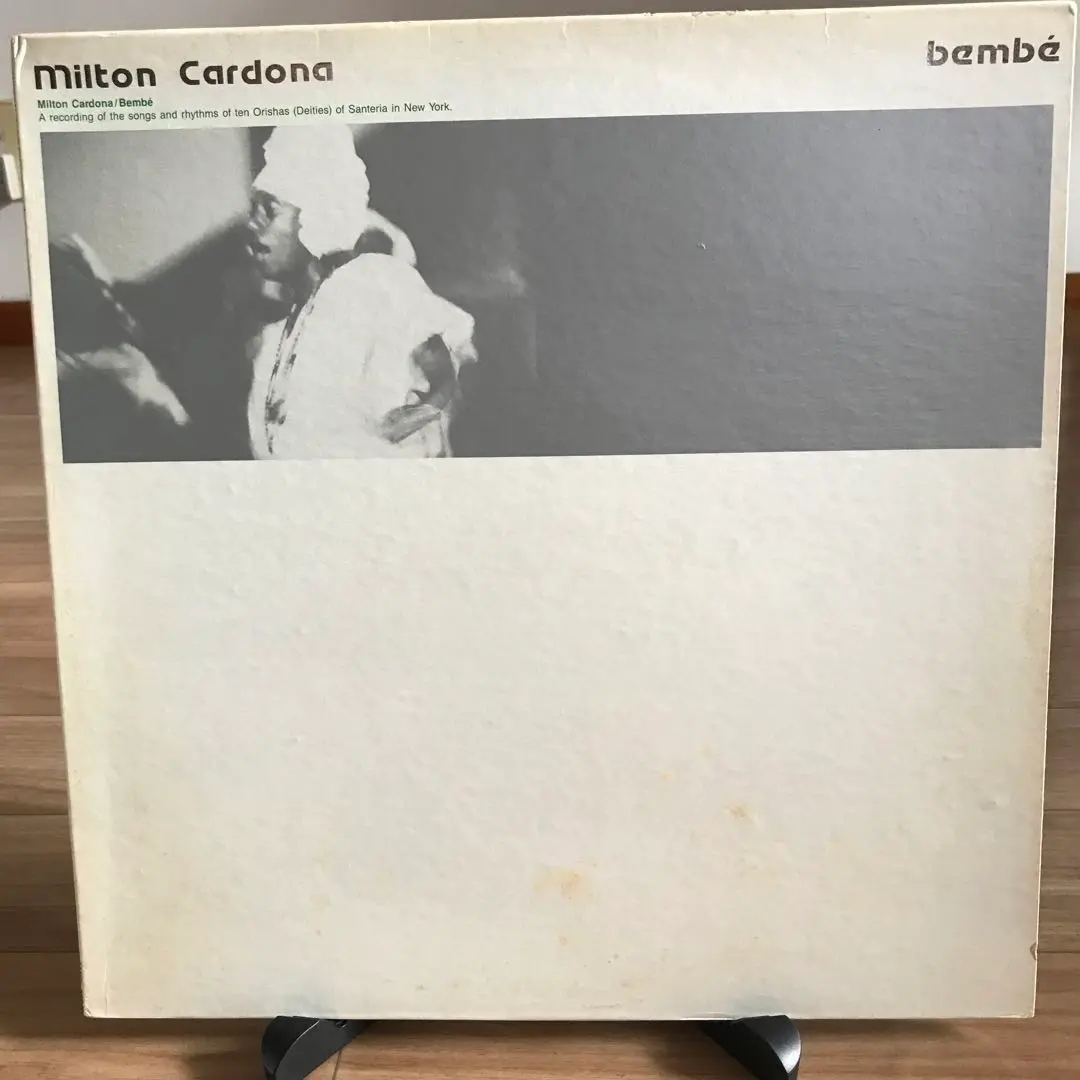 Milton Cardona
bembé
Milton Cardona/Bembé
A recording of the songs and rhythms of ten Orishas (Deities) of Santeria in New York.